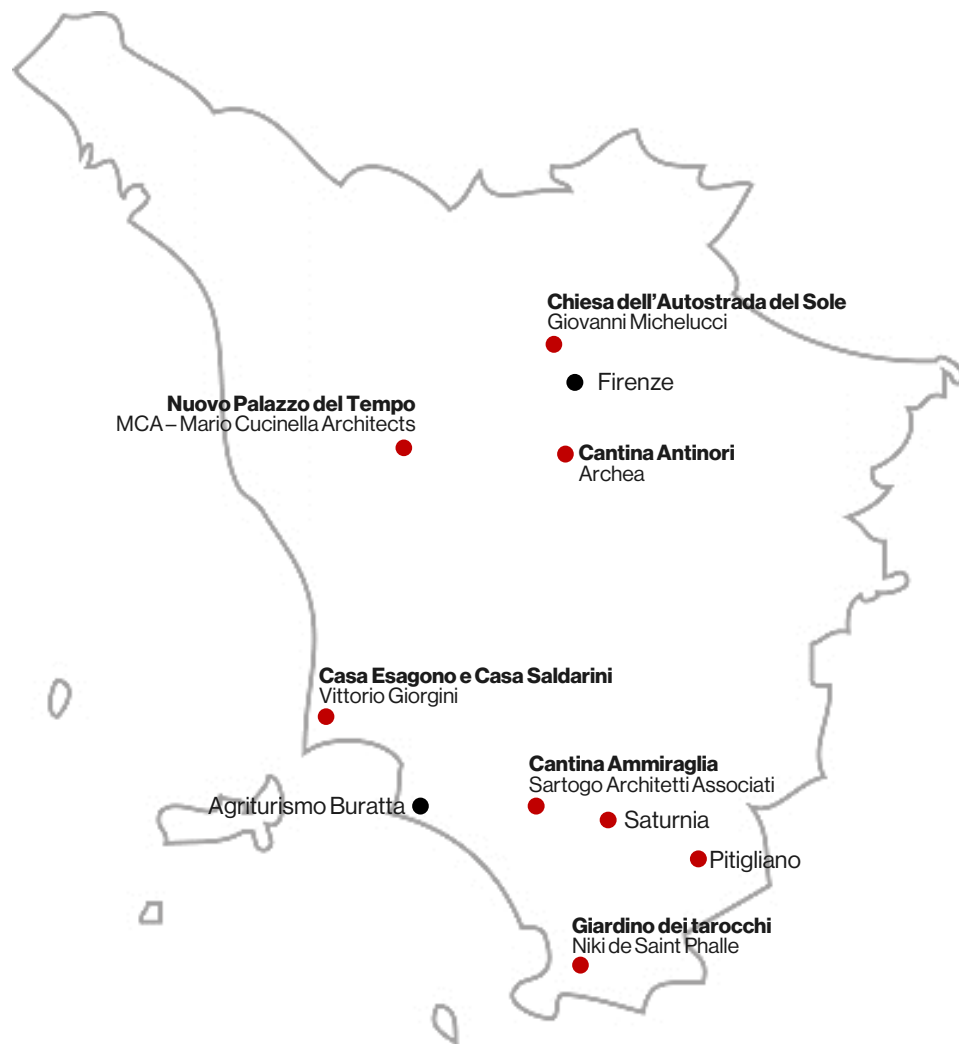 Chiesa dell’Autostrada del Sole
Giovanni Michelucci
Firenze
Nuovo Palazzo del Tempo
MCA – Mario Cucinella Architects
Cantina Antinori
Archea
Casa Esagono e Casa Saldarini
Vittorio Giorgini
Cantina Ammiraglia
Sartogo Architetti Associati
Agriturismo Buratta
Saturnia
Pitigliano
Giardino dei tarocchi
Niki de Saint Phalle